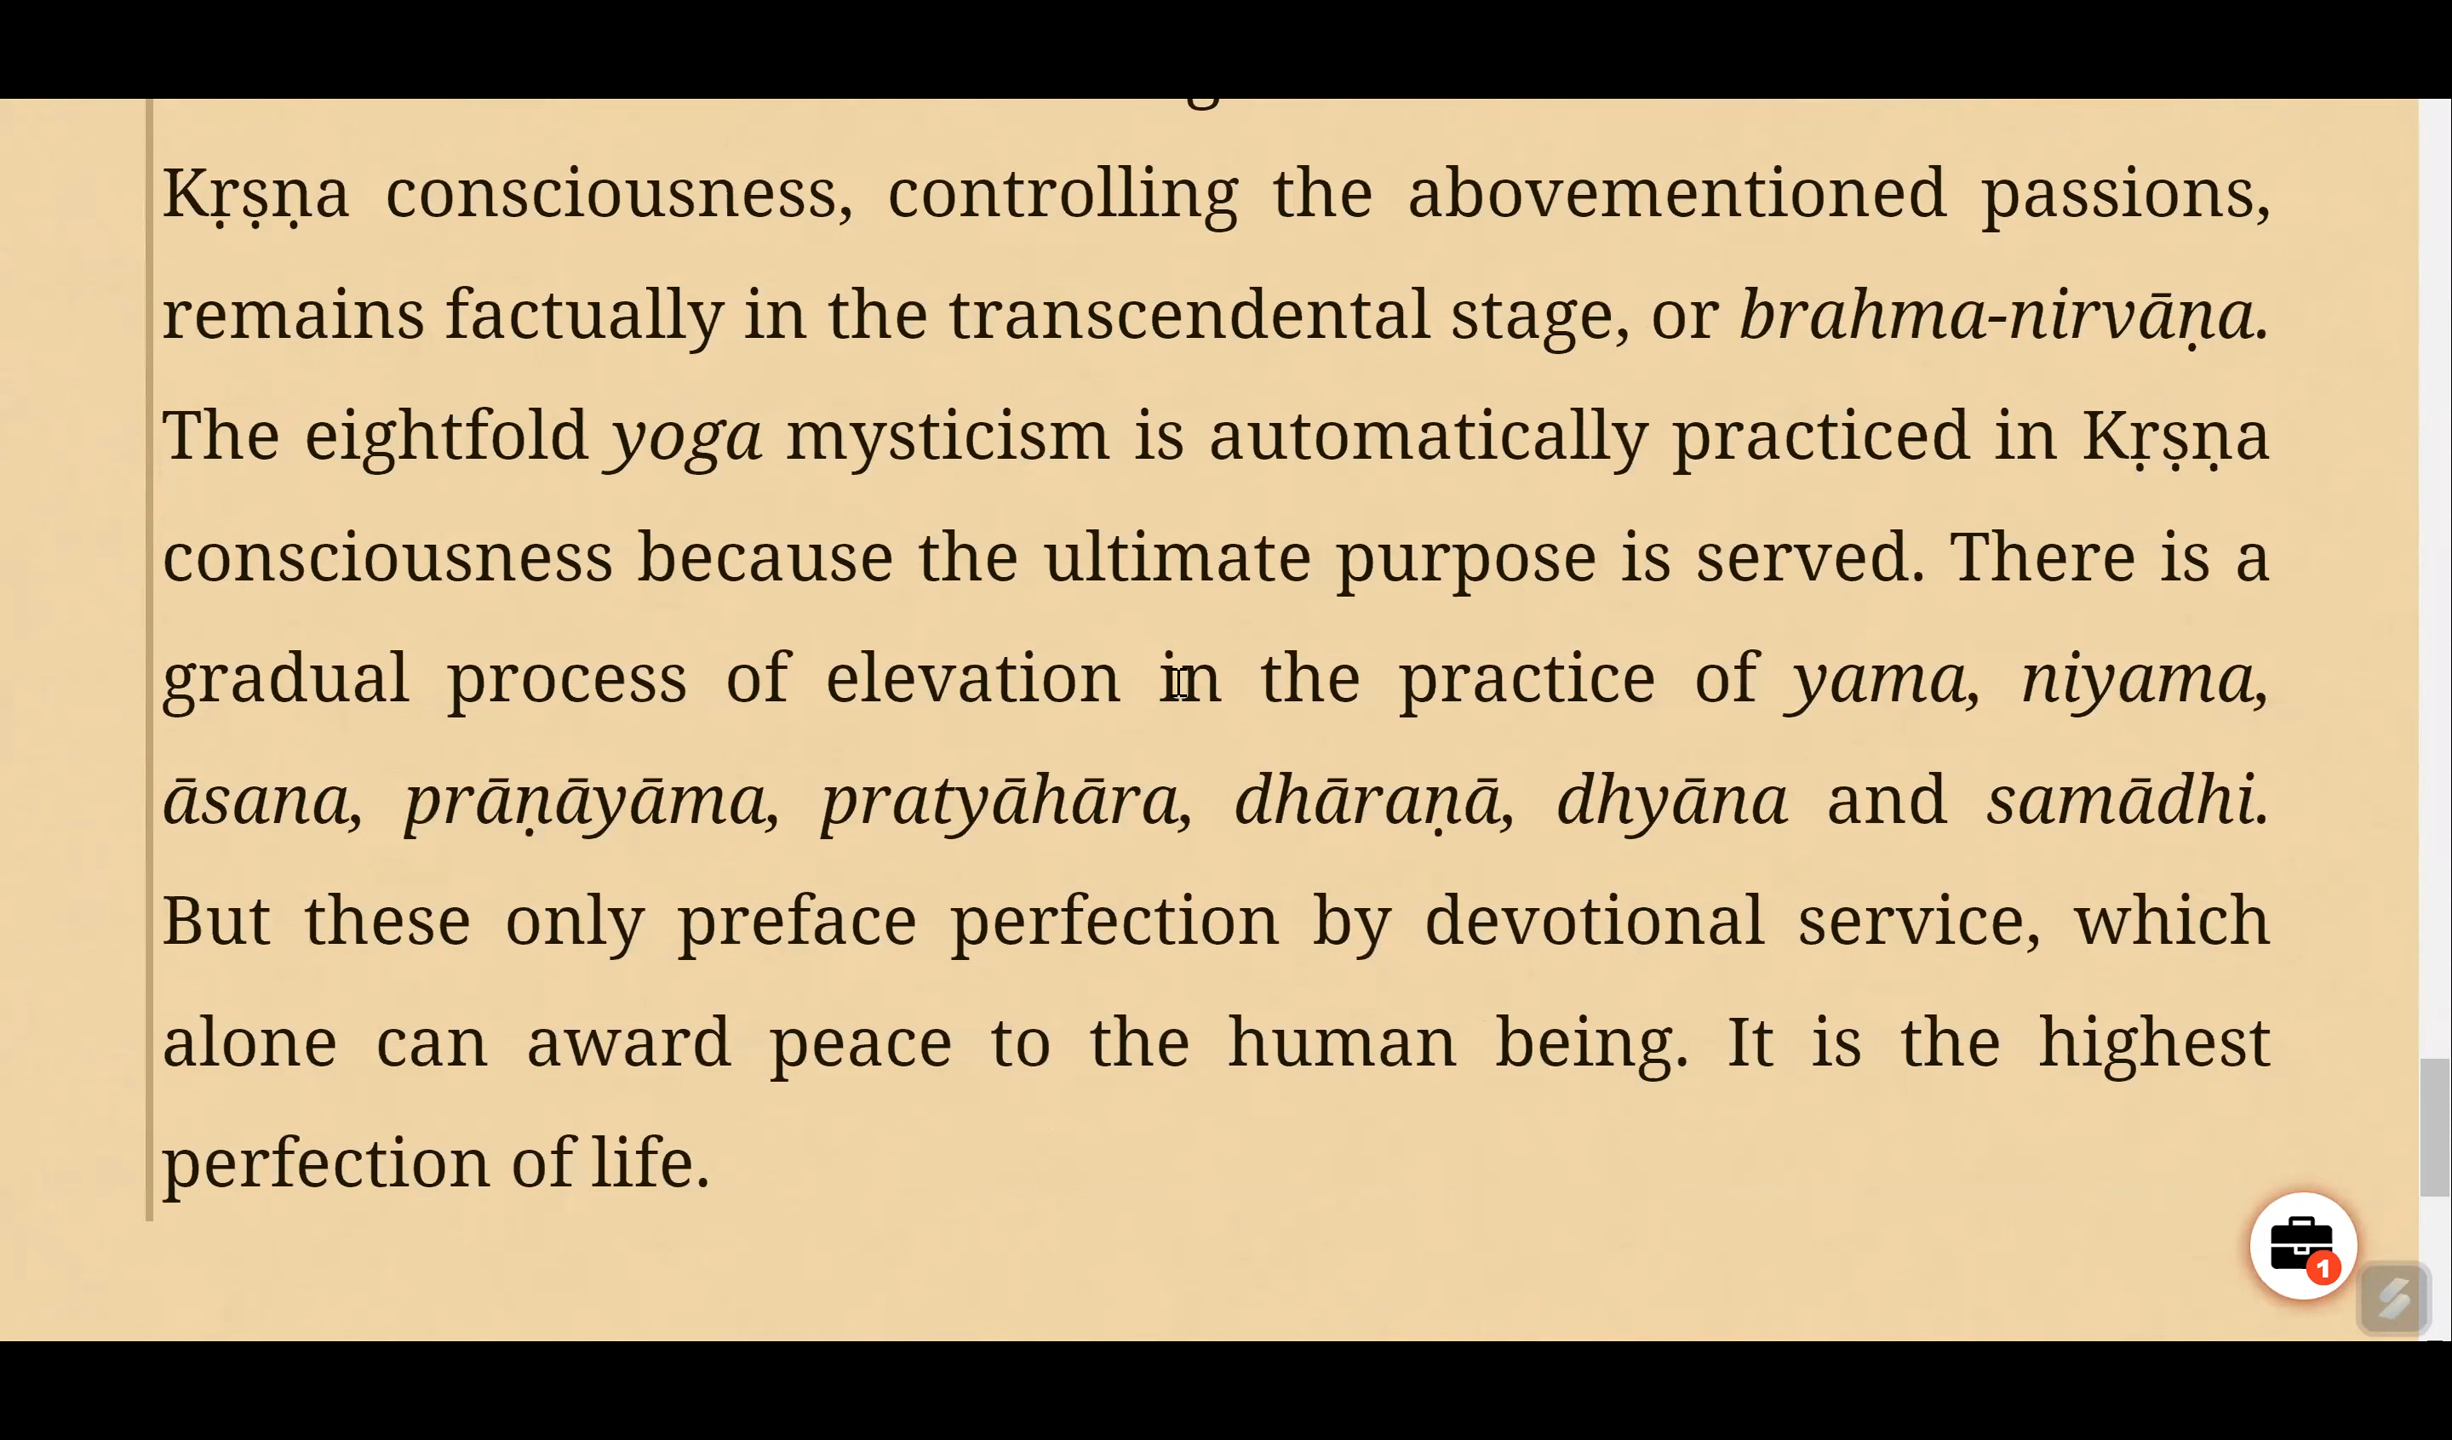 Kṛṣṇa consciousness, controlling the abovementioned passions,
remains factually in the transcendental stage, or brahma-nirvāṇa.
The eightfold yoga mysticism is automatically practiced in Kṛṣṇa
consciousness because the ultimate purpose is served. There is a
gradual process of elevation in the practice of yama, niyama,
āsana, prāṇāyāma, pratyāhāra, dhāraṇā, dhyāna and samādhi.
But these only preface perfection by devotional service, which
alone can award peace to the human being. It is the highest
perfection of life.
1